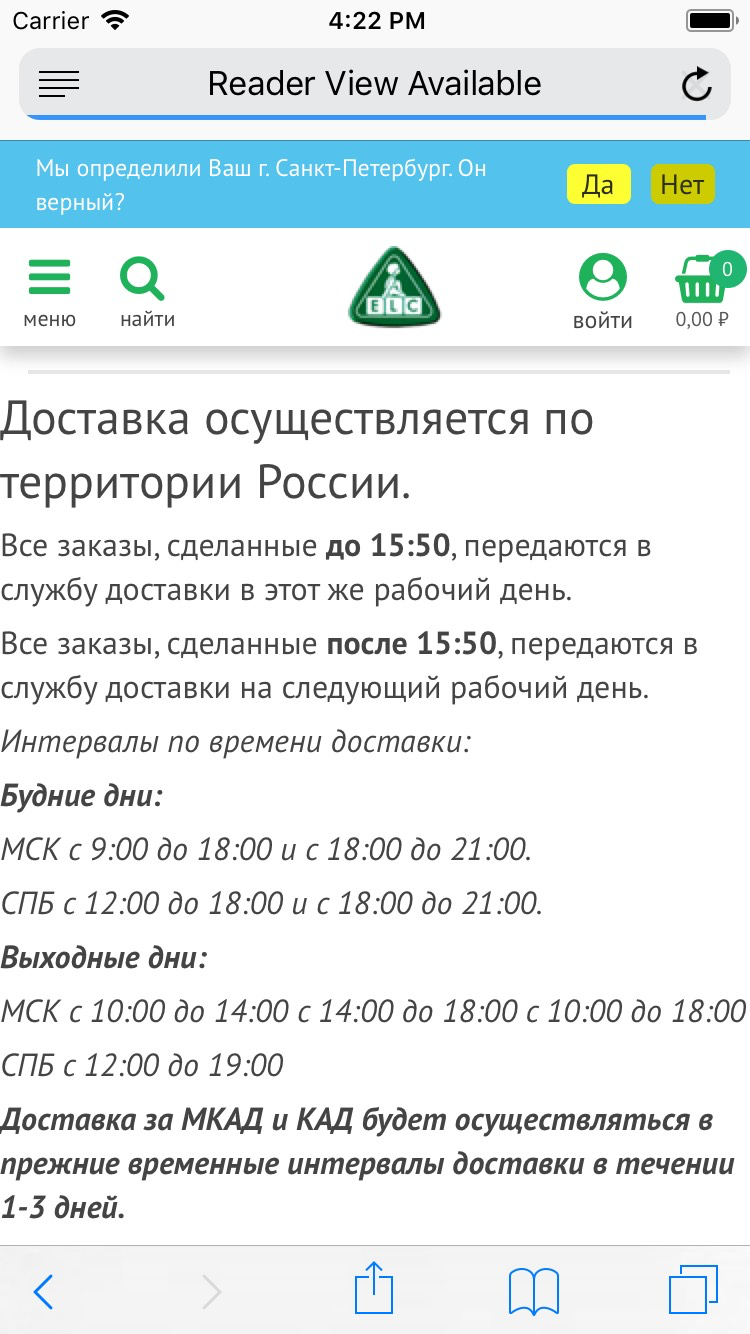 Carrier 4:22 PM
Reader View Available
Мы определили Ваш г. Санкт-Петербург. Он
верный?
Да Нет
меню найти ELC войти 0 0,00 ₽
Доставка осуществляется по
территории России.
Все заказы, сделанные до 15:50, передаются в
службу доставки в этот же рабочий день.
Все заказы, сделанные после 15:50, передаются в
службу доставки на следующий рабочий день.
Интервалы по времени доставки:
Будние дни:
МСК с 9:00 до 18:00 и с 18:00 до 21:00.
СПБ с 12:00 до 18:00 и с 18:00 до 21:00.
Выходные дни:
МСК с 10:00 до 14:00 с 14:00 до 18:00 с 10:00 до 18:00
СПБ с 12:00 до 19:00
Доставка за МКАД и КАД будет осуществляться в
прежние временные интервалы доставки в течении
1-3 дней.